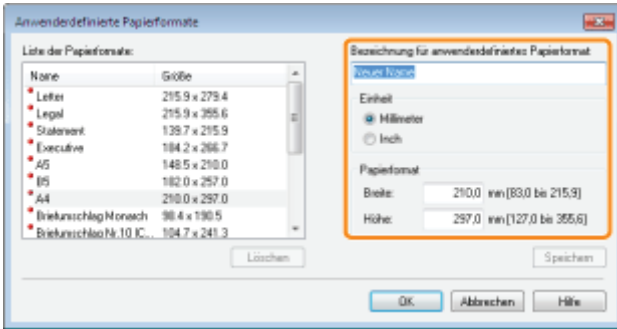 Anwenderdefinierte Papierformate
Liste der Papierformate:
Name Größe
Letter 215.9 x 279.4
Legal 215.9 x 355.6
Statement 139.7 x 215.9
Executive 184.2 x 266.7
A5 148.5 x 210.0
B5 182.0 x 257.0
A4 210.0 x 297.0
Briefumschlag Monarch 98.4 x 190.5
Briefumschlag Nr.10 (C... 104.7 x 241.3
Löschen
Bezeichnung für anwenderdefiniertes Papierformat
Neuer Name
Einheit
Millimeter
Inch
Papierformat
Breite: 210,0 mm [83,0 bis 215,9]
Höhe: 297,0 mm [127,0 bis 355,6]
Speichern
OK Abbrechen Hilfe